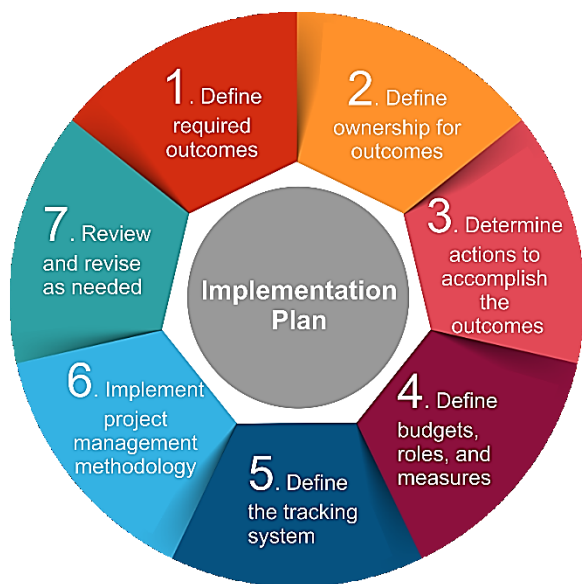 1. Define
required
outcomes
2. Define
ownership for
outcomes
3. Determine
actions to
accomplish
the
outcomes
4. Define
budgets,
roles, and
measures
5. Define
the tracking
system
6. Implement
project
management
methodology
7. Review
and revise
as needed
Implementation
Plan